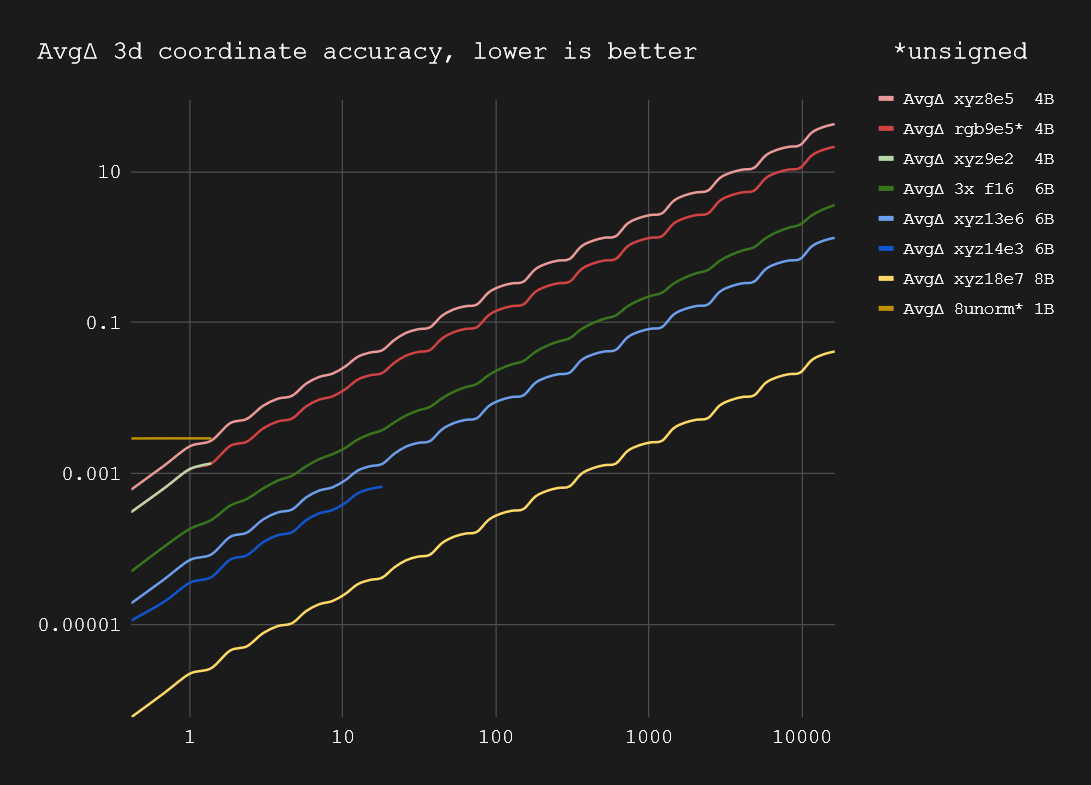 AvgΔ 3d coordinate accuracy, lower is better
*unsigned
AvgΔ xyz8e5 4B
AvgΔ rgb9e5* 4B
AvgΔ xyz9e2 4B
AvgΔ 3x f16 6B
AvgΔ xyz13e6 6B
AvgΔ xyz14e3 6B
AvgΔ xyz18e7 8B
AvgΔ 8unorm* 1B
10
0.1
0.001
0.00001
1 10 100 1000 10000